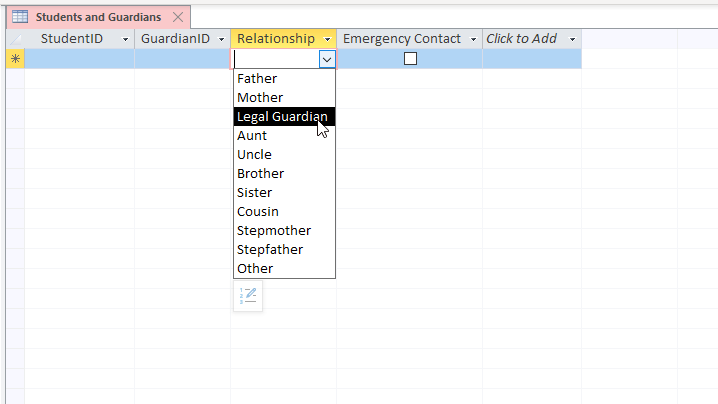 Students and Guardians
StudentID GuardianID Relationship Emergency Contact Click to Add
Father
Mother
Legal Guardian
Aunt
Uncle
Brother
Sister
Cousin
Stepmother
Stepfather
Other